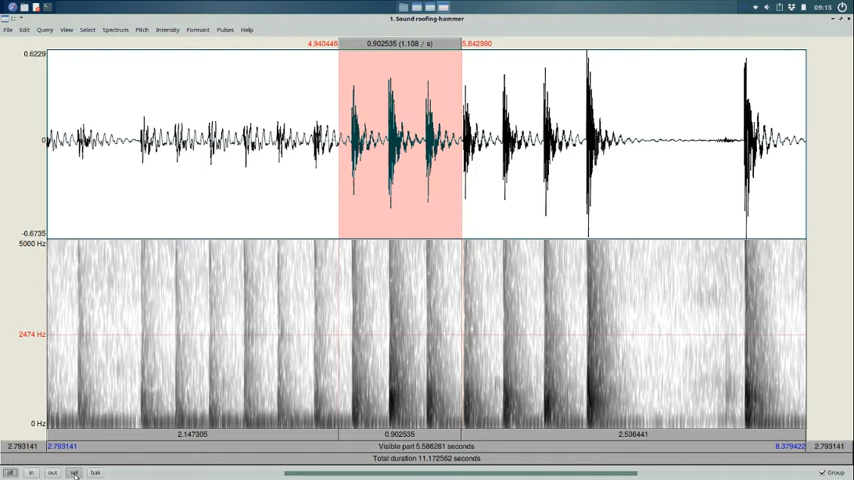 09:15
1. Sound roofing-hammer
File Edit Query View Select Spectrum Pitch Intensity Formant Pulses Help
4.940446 0.902535 (1.108 / s) 5.842980
0.6229
0
-0.6735
5000 Hz
2474 Hz
0 Hz
2.147305 0.902535 2.536441
2.793141 2.793141 Visible part 5.586281 seconds 8.379422 2.793141
Total duration 11.172562 seconds
all in out sel bak Group